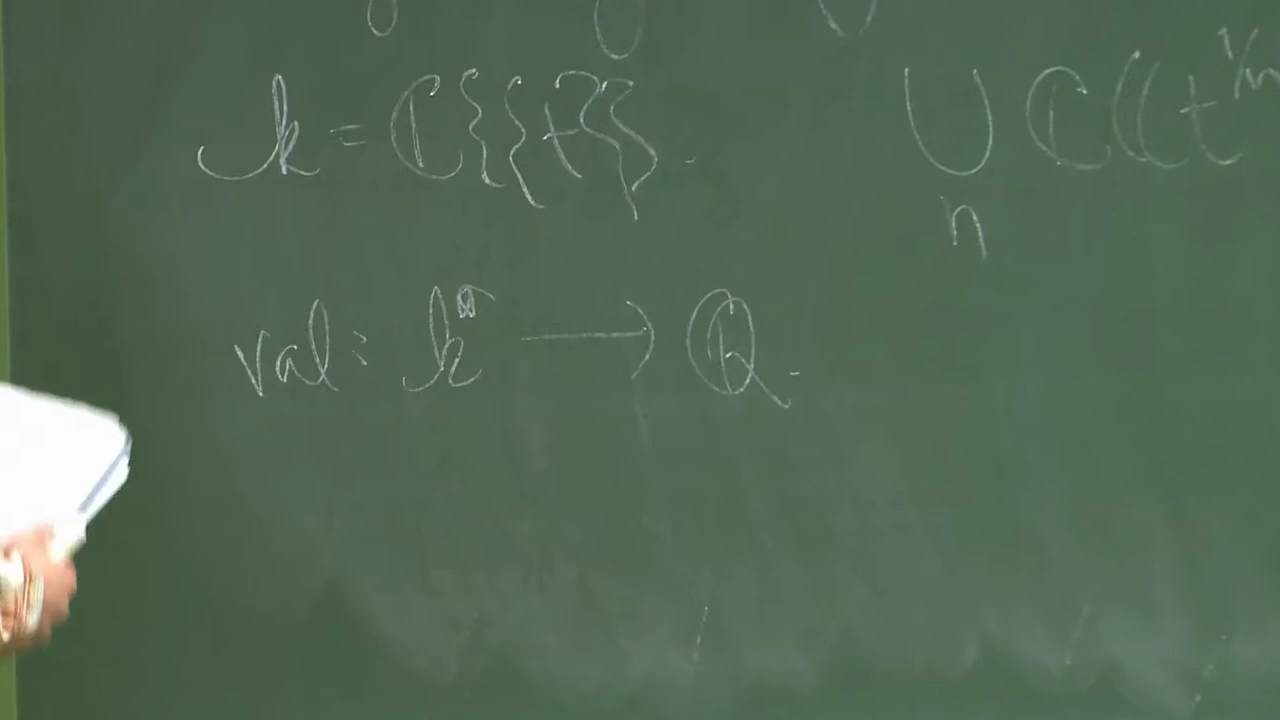 k = ℂ{{t}}. ⋃ ℂ((t^{1/n}
n
val: k^* → ℚ.